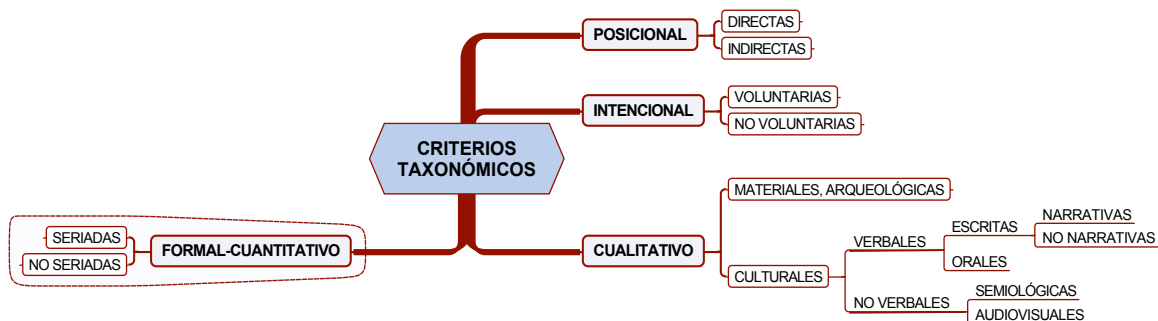 CRITERIOS
TAXONÓMICOS
POSICIONAL
DIRECTAS
INDIRECTAS
INTENCIONAL
VOLUNTARIAS
NO VOLUNTARIAS
CUALITATIVO
MATERIALES, ARQUEOLÓGICAS
CULTURALES
VERBALES
ESCRITAS
NARRATIVAS
NO NARRATIVAS
ORALES
NO VERBALES
SEMIOLÓGICAS
AUDIOVISUALES
FORMAL-CUANTITATIVO
SERIADAS
NO SERIADAS